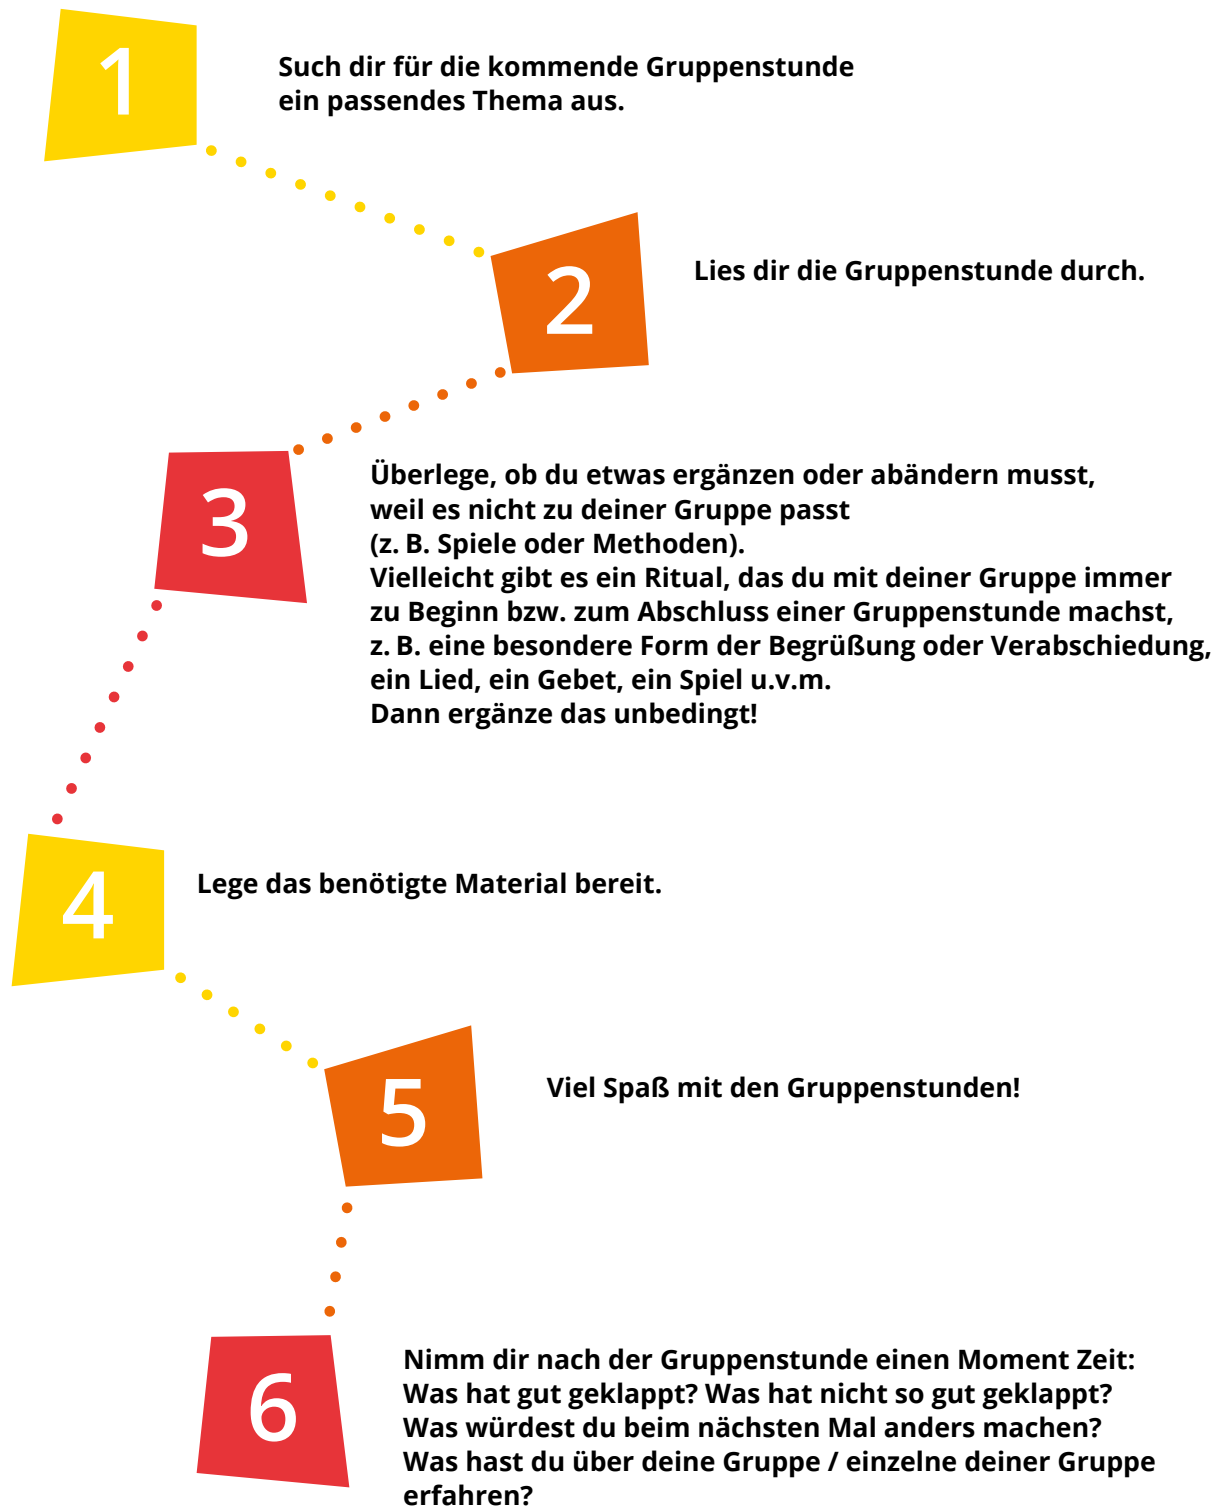 1
Such dir für die kommende Gruppenstunde
ein passendes Thema aus.
2
Lies dir die Gruppenstunde durch.
3
Überlege, ob du etwas ergänzen oder abändern musst,
weil es nicht zu deiner Gruppe passt
(z. B. Spiele oder Methoden).
Vielleicht gibt es ein Ritual, das du mit deiner Gruppe immer
zu Beginn bzw. zum Abschluss einer Gruppenstunde machst,
z. B. eine besondere Form der Begrüßung oder Verabschiedung,
ein Lied, ein Gebet, ein Spiel u.v.m.
Dann ergänze das unbedingt!
4
Lege das benötigte Material bereit.
5
Viel Spaß mit den Gruppenstunden!
6
Nimm dir nach der Gruppenstunde einen Moment Zeit:
Was hat gut geklappt? Was hat nicht so gut geklappt?
Was würdest du beim nächsten Mal anders machen?
Was hast du über deine Gruppe / einzelne deiner Gruppe
erfahren?